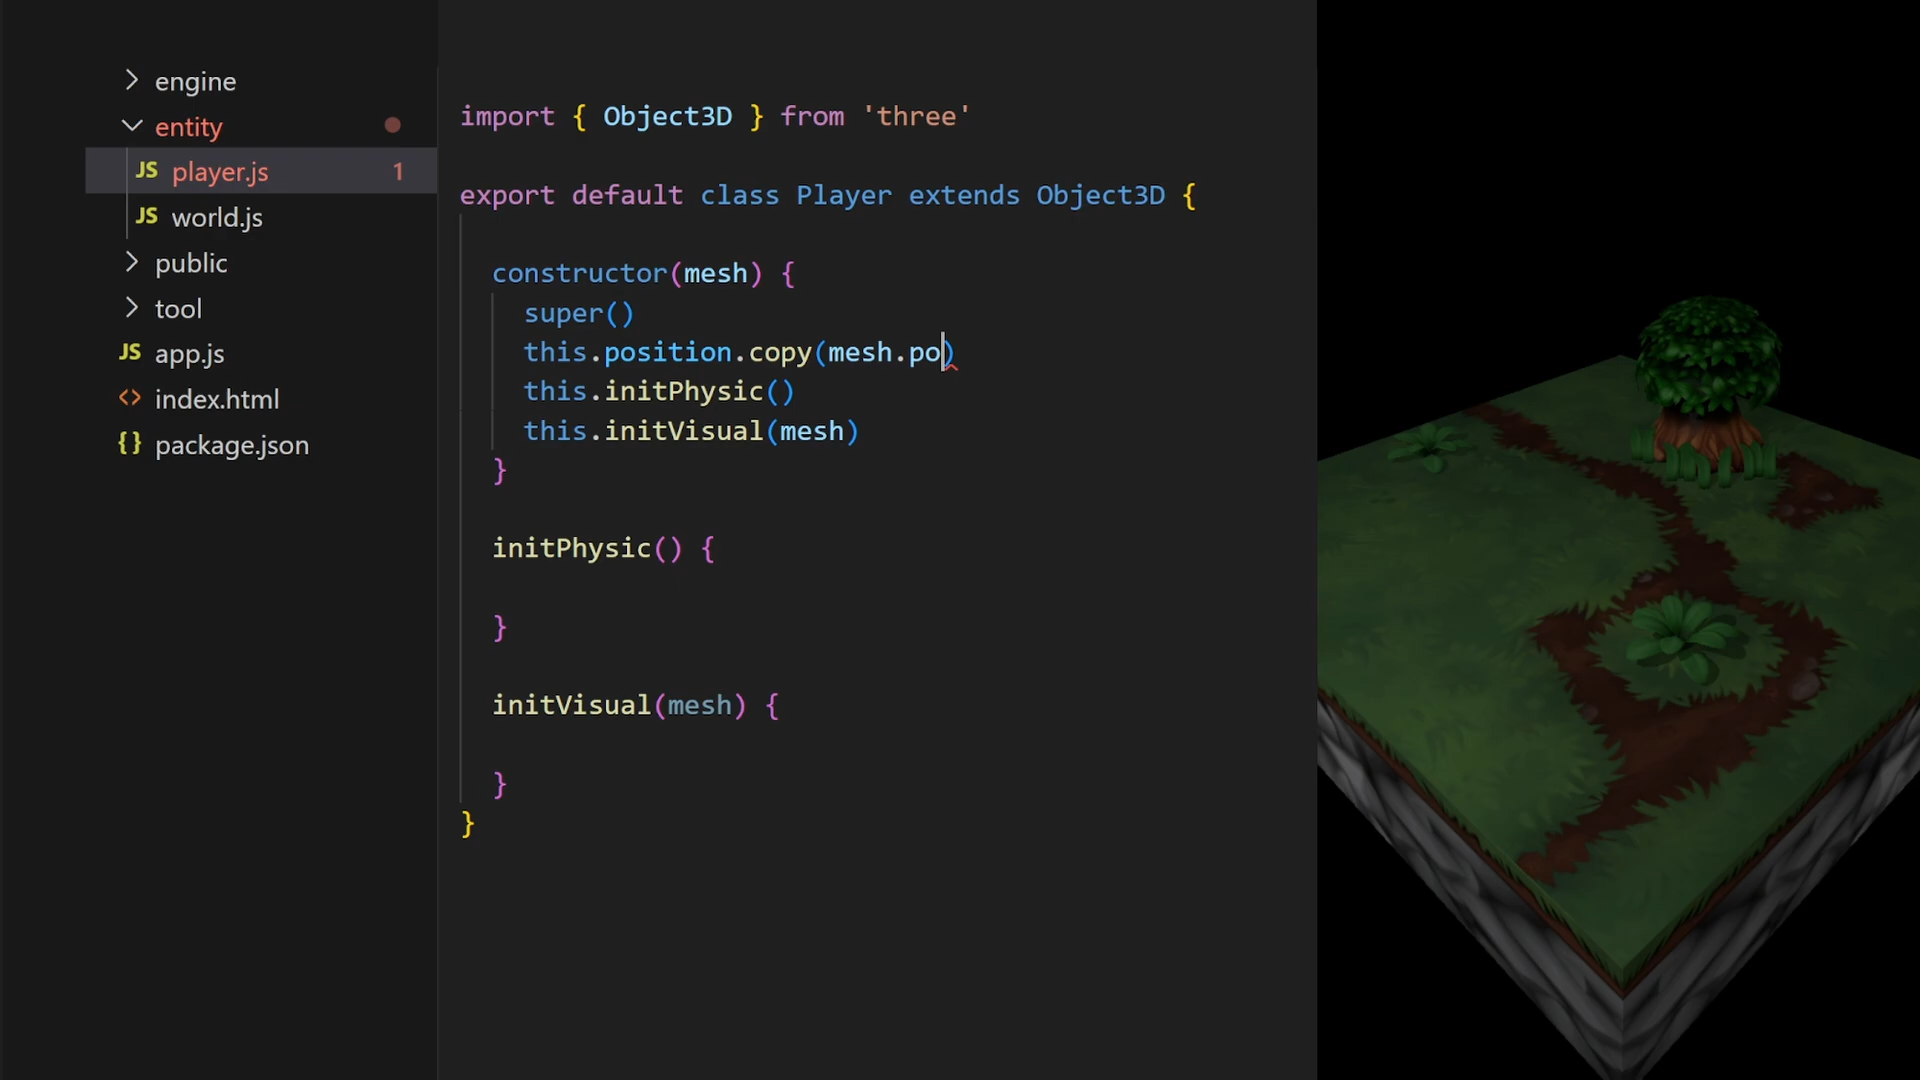 engine
entity
JS player.js 1
JS world.js
public
tool
JS app.js
<> index.html
{} package.json
import { Object3D } from 'three'
export default class Player extends Object3D {
constructor(mesh) {
super()
this.position.copy(mesh.po)
this.initPhysic()
this.initVisual(mesh)
}
initPhysic() {
}
initVisual(mesh) {
}
}